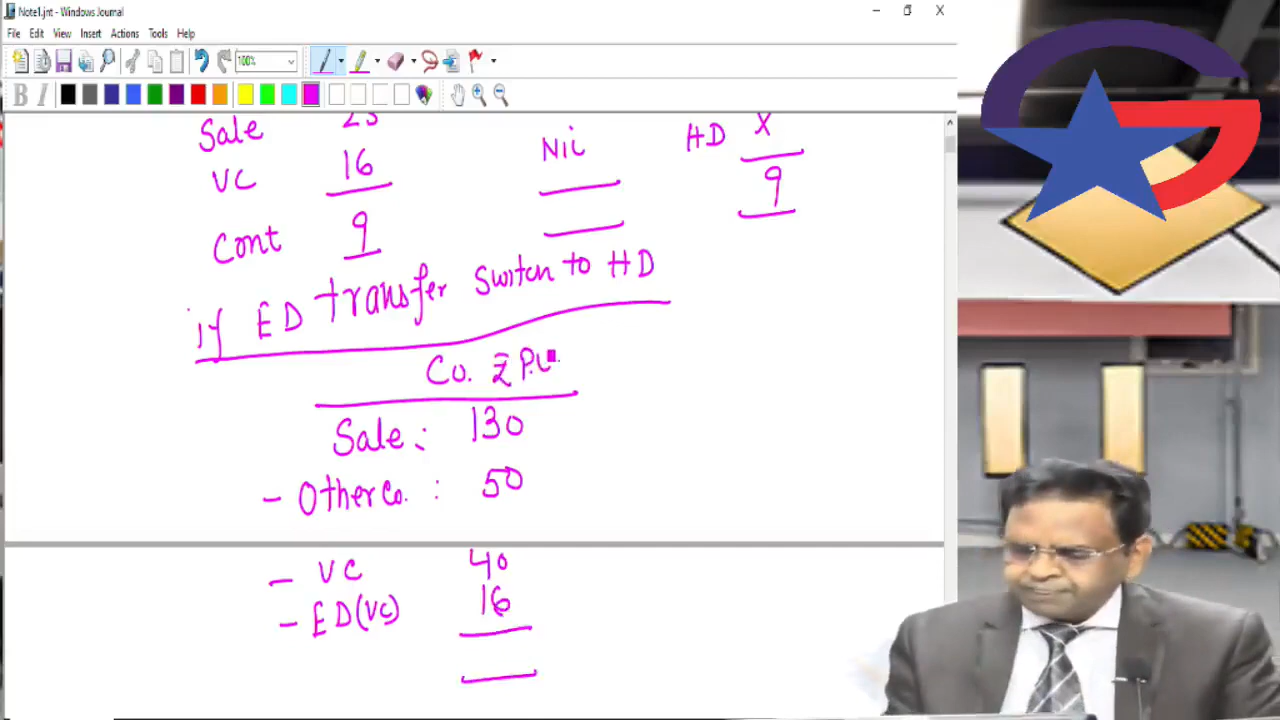 Note1.jnt - Windows Journal
File Edit View Insert Actions Tools Help
100%
B I
Sale 25 Nil HD X
VC 16
9
Cont 9
if ED transfer Switch to HD
Co. ₹ P.U.
Sale : 130
- Other Co. : 50
- VC 40
- ED(VC) 16